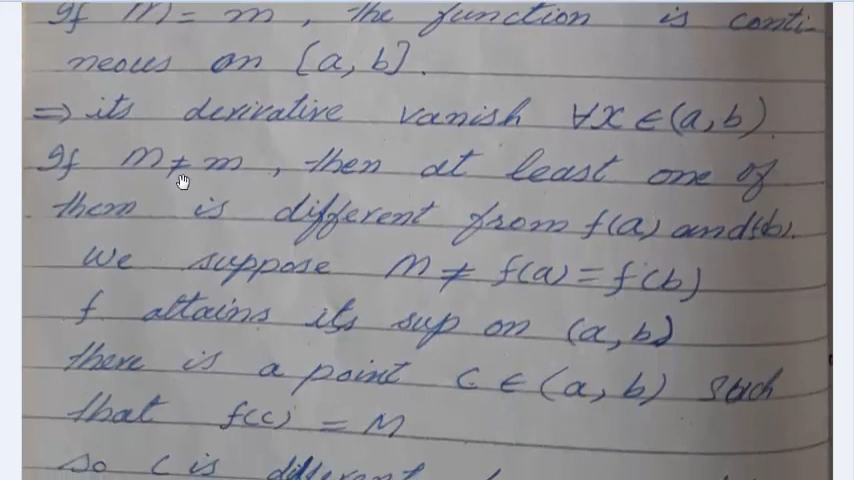 If M = m, the function is conti-
neous on [a, b].
⇒ its derivative vanish ∀x ∈ (a, b)
If M ≠ m, then at least one of
them is different from f(a) and f(b).
We suppose M ≠ f(a) = f(b)
f attains its sup on (a, b)
there is a point c ∈ (a, b) such
that f(c) = M
so c is different